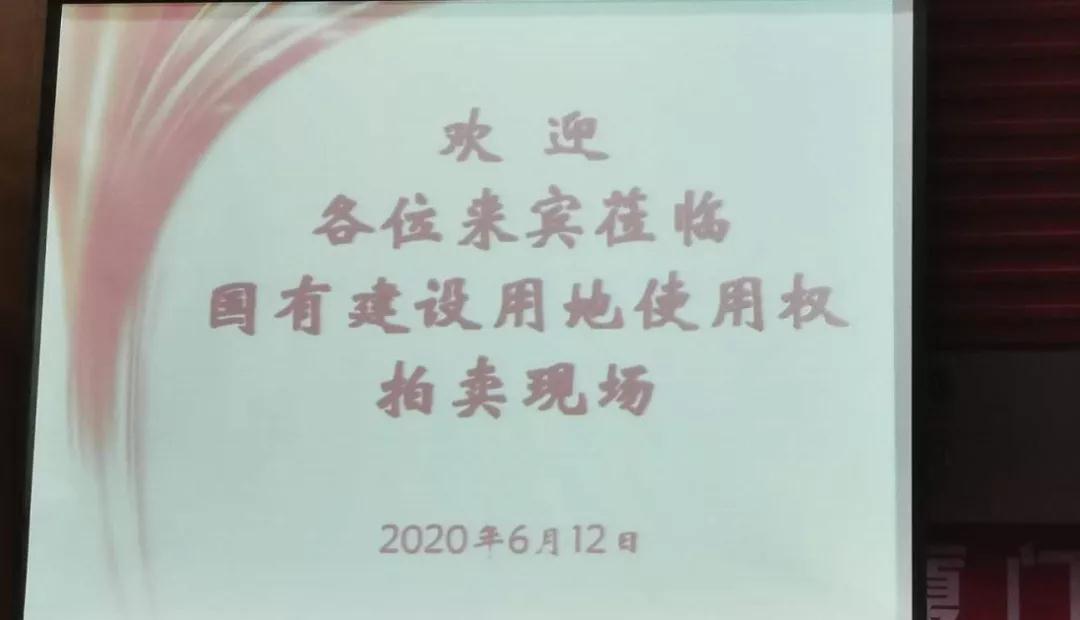 欢迎
各位来宾莅临
国有建设用地使用权
拍卖现场
2020年6月12日
门